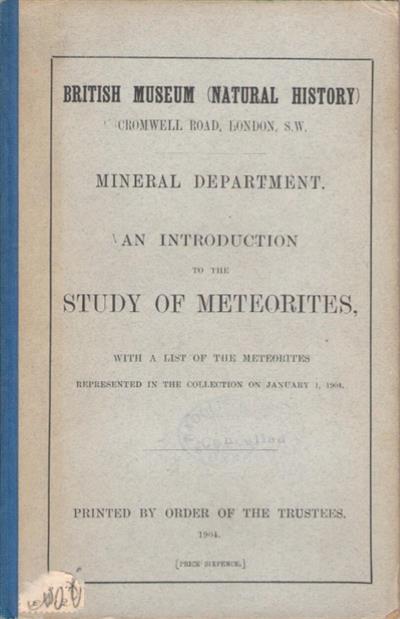 BRITISH MUSEUM (NATURAL HISTORY)
CROMWELL ROAD, LONDON, S.W.
MINERAL DEPARTMENT.
AN INTRODUCTION
TO THE
STUDY OF METEORITES,
WITH A LIST OF THE METEORITES
REPRESENTED IN THE COLLECTION ON JANUARY 1, 1904.
Cancelled
PRINTED BY ORDER OF THE TRUSTEES.
1904.
[PRICE SIXPENCE.]